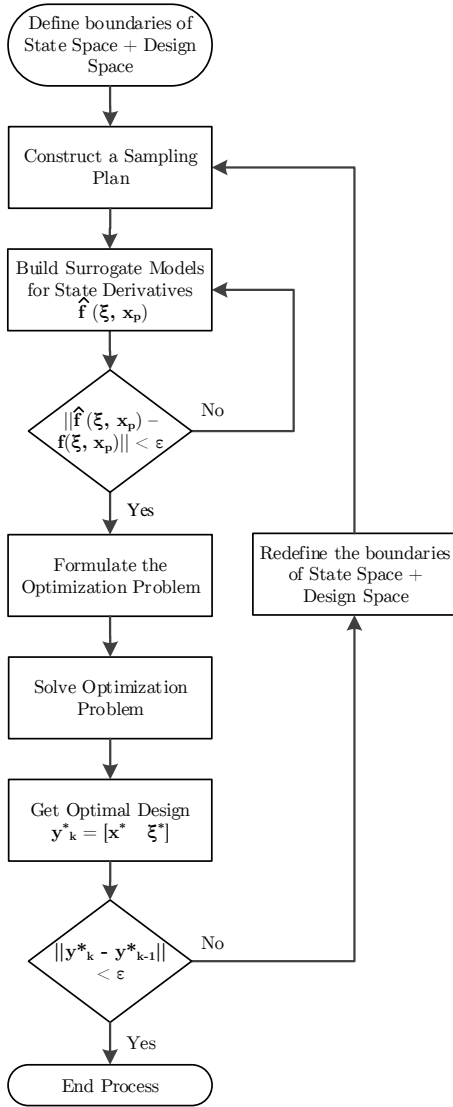 Define boundaries of
State Space + Design
Space
Construct a Sampling
Plan
Build Surrogate Models
for State Derivatives
f̂ (ξ, xₚ)
||f̂ (ξ, xₚ) –
f(ξ, xₚ)|| < ε
No
Yes
Formulate the
Optimization Problem
Redefine the boundaries
of State Space +
Design Space
Solve Optimization
Problem
Get Optimal Design
y*ₖ = [x* ξ*]
||y*ₖ - y*ₖ₋₁||
< ε
No
Yes
End Process